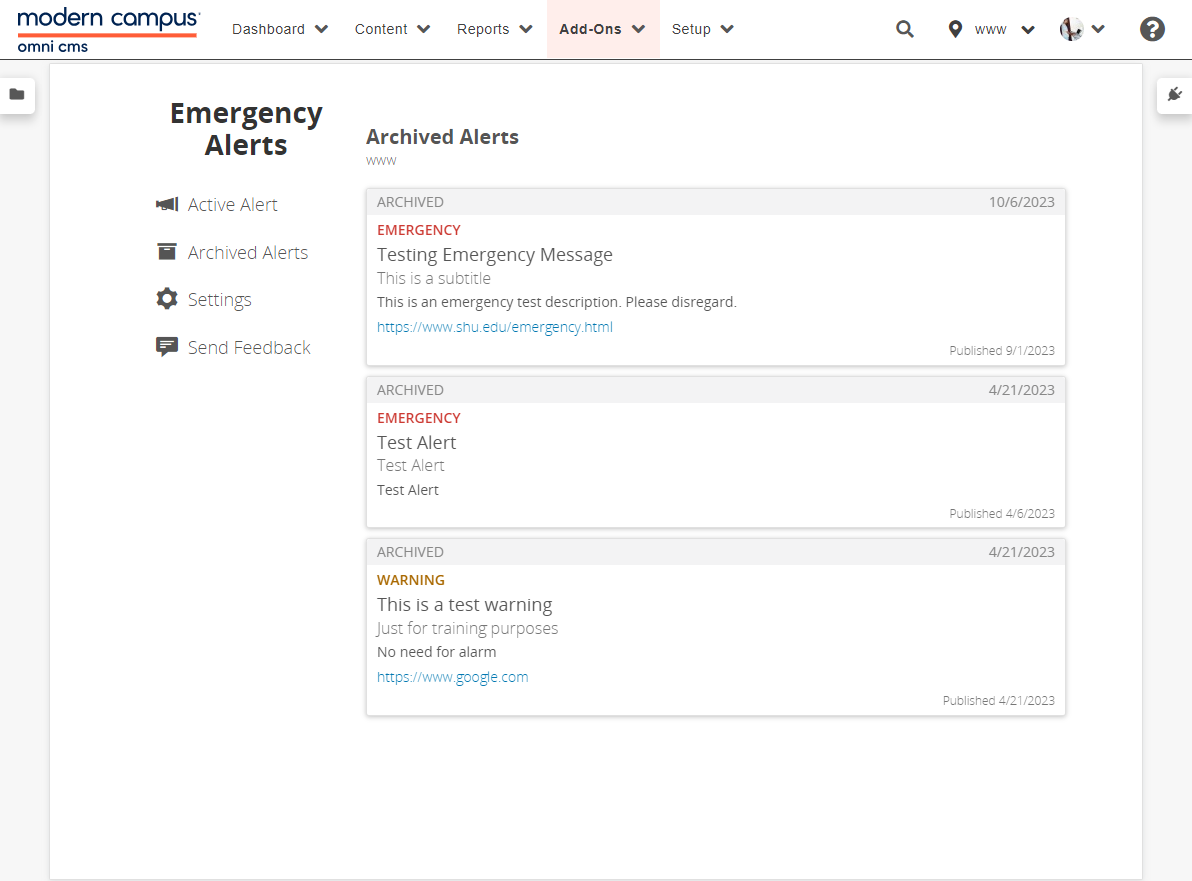 modern campus
omni cms
Dashboard Content Reports Add-Ons Setup www
Emergency
Alerts
Active Alert
Archived Alerts
Settings
Send Feedback
Archived Alerts
www
ARCHIVED 10/6/2023
EMERGENCY
Testing Emergency Message
This is a subtitle
This is an emergency test description. Please disregard.
https://www.shu.edu/emergency.html
Published 9/1/2023
ARCHIVED 4/21/2023
EMERGENCY
Test Alert
Test Alert
Test Alert
Published 4/6/2023
ARCHIVED 4/21/2023
WARNING
This is a test warning
Just for training purposes
No need for alarm
https://www.google.com
Published 4/21/2023